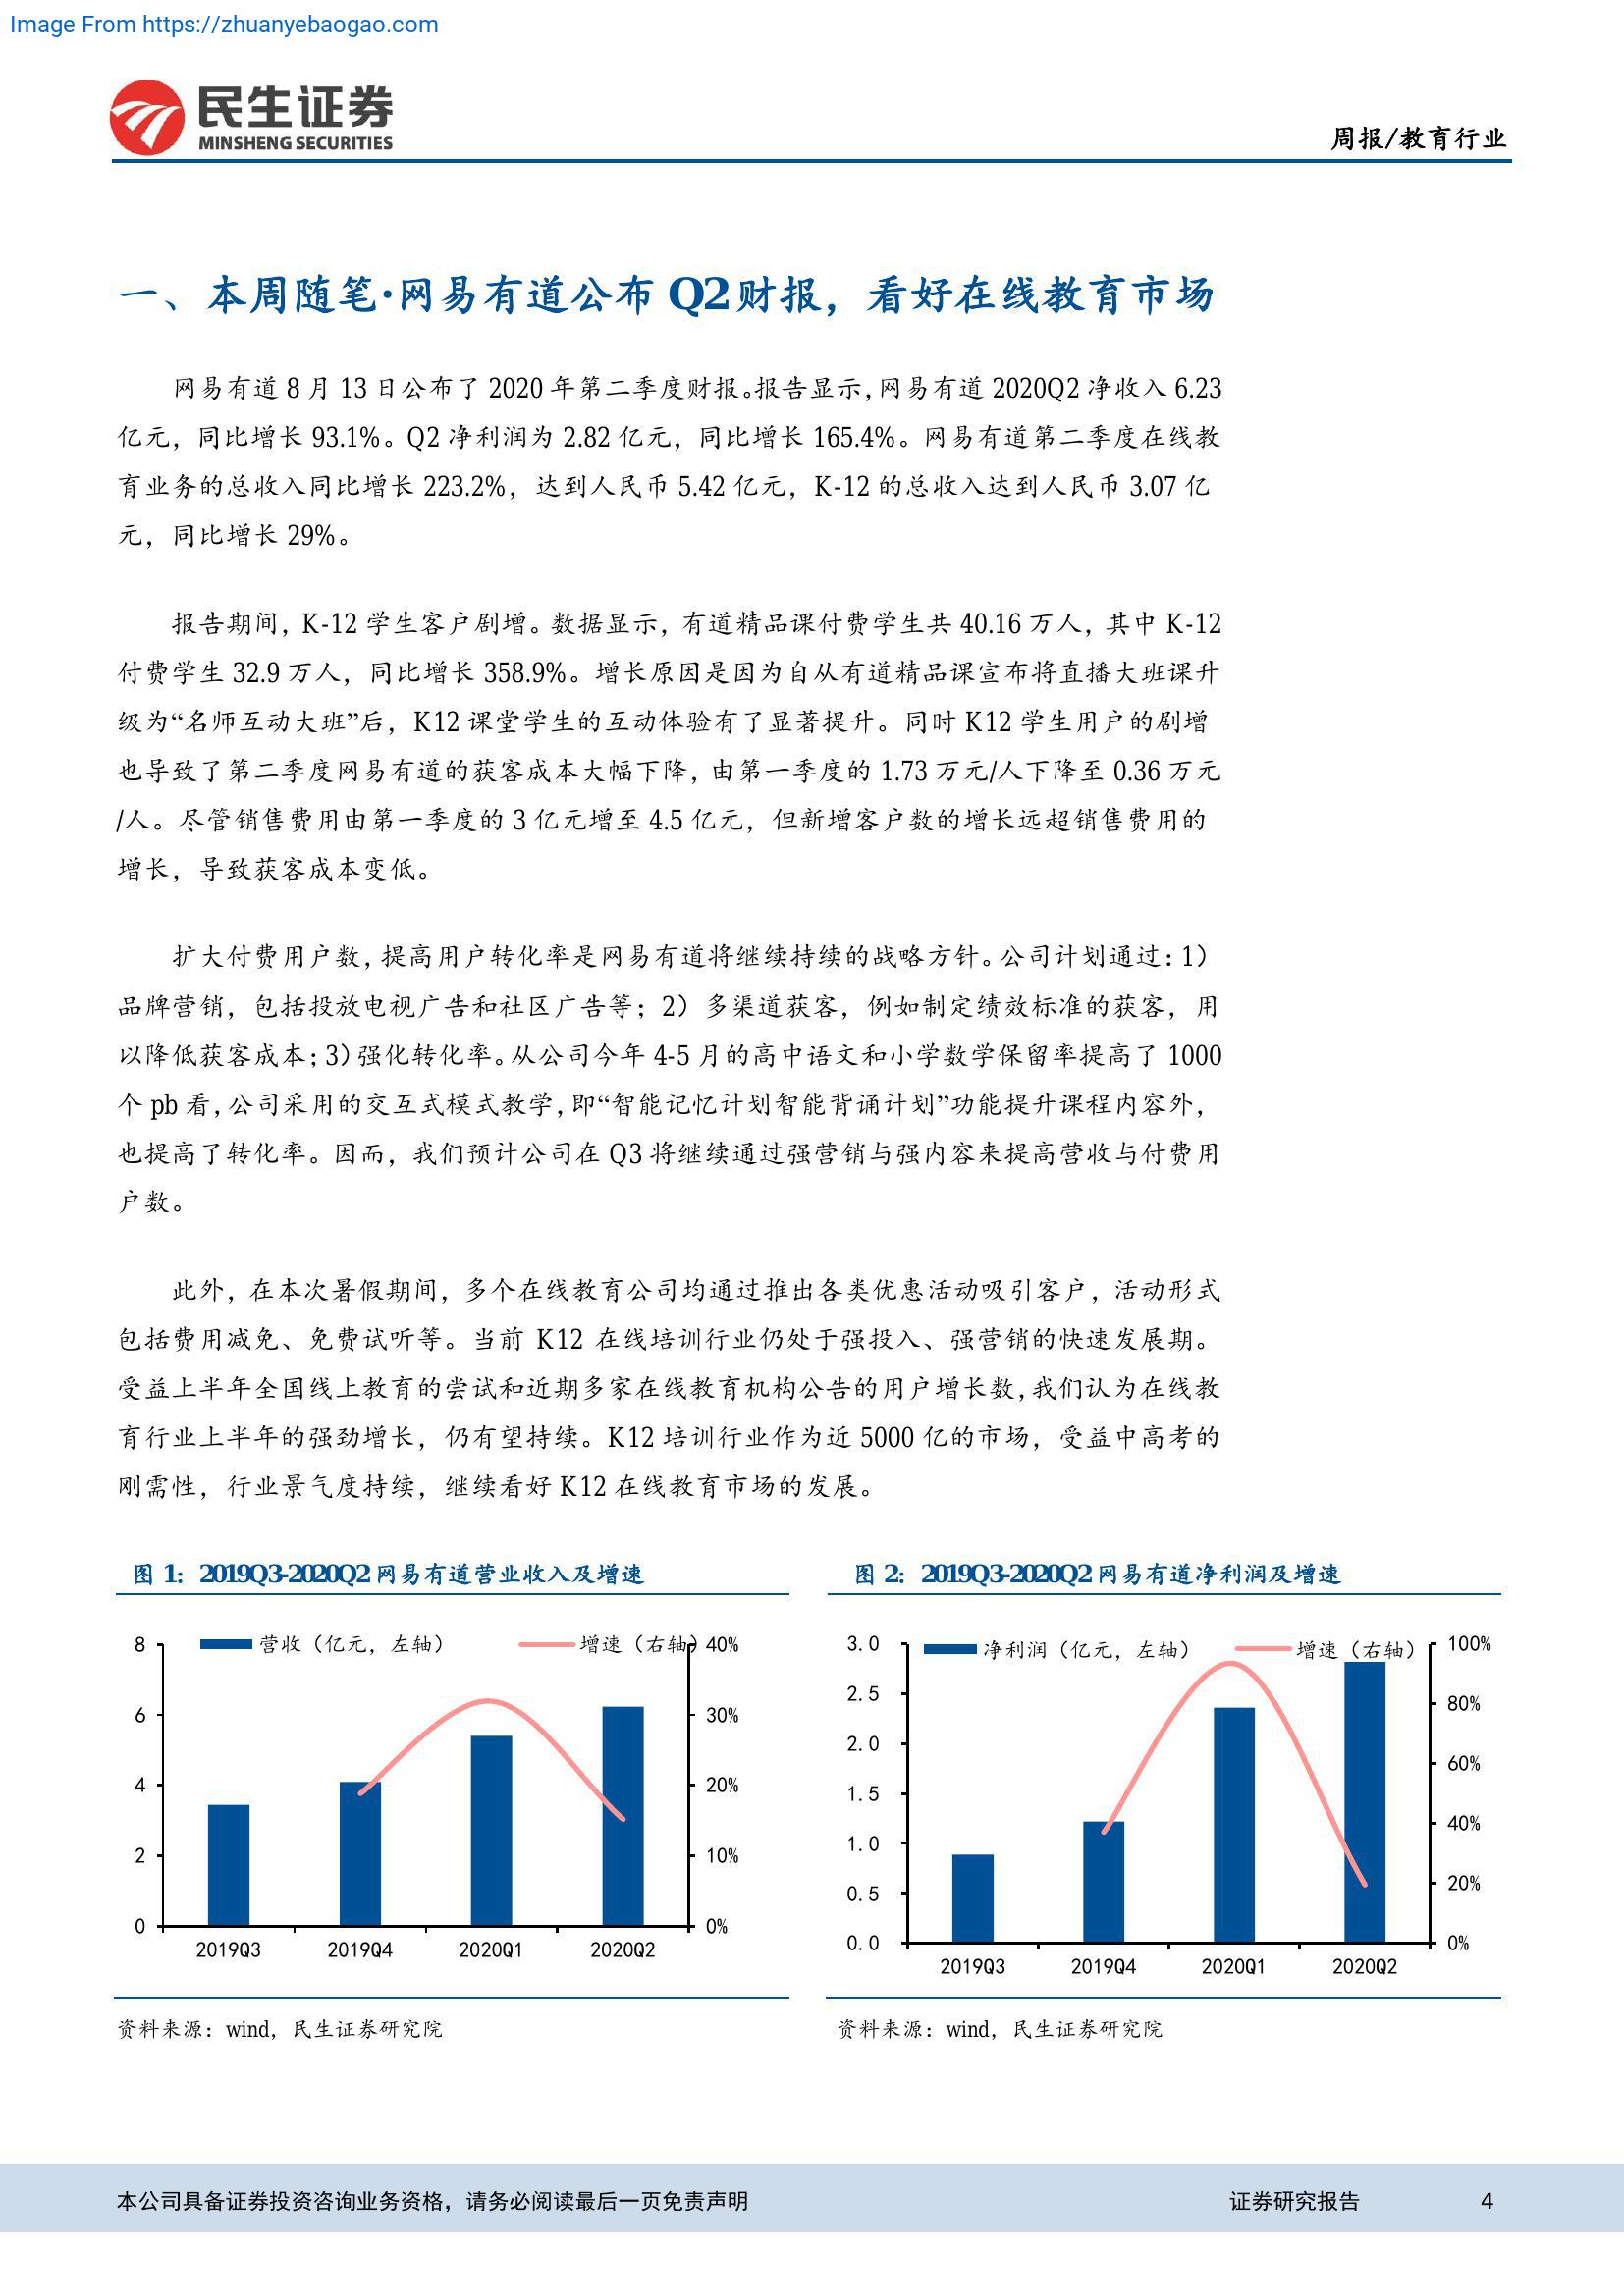 Image From https://zhuanyebaogao.com
民生证券
MINSHENG SECURITIES
周报/教育行业
一、本周随笔·网易有道公布 Q2 财报，看好在线教育市场
网易有道 8 月 13 日公布了 2020 年第二季度财报。报告显示，网易有道 2020Q2 净收入 6.23
亿元，同比增长 93.1%。Q2 净利润为 2.82 亿元，同比增长 165.4%。网易有道第二季度在线教
育业务的总收入同比增长 223.2%，达到人民币 5.42 亿元，K-12 的总收入达到人民币 3.07 亿
元，同比增长 29%。
报告期间，K-12 学生客户剧增。数据显示，有道精品课付费学生共 40.16 万人，其中 K-12
付费学生 32.9 万人，同比增长 358.9%。增长原因是因为自从有道精品课宣布将直播大班课升
级为“名师互动大班”后，K12 课堂学生的互动体验有了显著提升。同时 K12 学生用户的剧增
也导致了第二季度网易有道的获客成本大幅下降，由第一季度的 1.73 万元/人下降至 0.36 万元
/人。尽管销售费用由第一季度的 3 亿元增至 4.5 亿元，但新增客户数的增长远超销售费用的
增长，导致获客成本变低。
扩大付费用户数，提高用户转化率是网易有道将继续持续的战略方针。公司计划通过：1）
品牌营销，包括投放电视广告和社区广告等；2）多渠道获客，例如制定绩效标准的获客，用
以降低获客成本；3）强化转化率。从公司今年 4-5 月的高中语文和小学数学保留率提高了 1000
个 pb 看，公司采用的交互式模式教学，即“智能记忆计划智能背诵计划”功能提升课程内容外，
也提高了转化率。因而，我们预计公司在 Q3 将继续通过强营销与强内容来提高营收与付费用
户数。
此外，在本次暑假期间，多个在线教育公司均通过推出各类优惠活动吸引客户，活动形式
包括费用减免、免费试听等。当前 K12 在线培训行业仍处于强投入、强营销的快速发展期。
受益上半年全国线上教育的尝试和近期多家在线教育机构公告的用户增长数，我们认为在线教
育行业上半年的强劲增长，仍有望持续。K12 培训行业作为近 5000 亿的市场，受益中高考的
刚需性，行业景气度持续，继续看好 K12 在线教育市场的发展。
图 1：2019Q3-2020Q2 网易有道营业收入及增速
营收（亿元，左轴）
增速（右轴）
8
6
4
2
0
40%
30%
20%
10%
0%
2019Q3 2019Q4 2020Q1 2020Q2
资料来源：wind，民生证券研究院
图 2：2019Q3-2020Q2 网易有道净利润及增速
净利润（亿元，左轴）
增速（右轴）
3.0
2.5
2.0
1.5
1.0
0.5
0.0
100%
80%
60%
40%
20%
0%
2019Q3 2019Q4 2020Q1 2020Q2
资料来源：wind，民生证券研究院
本公司具备证券投资咨询业务资格，请务必阅读最后一页免责声明
证券研究报告
4